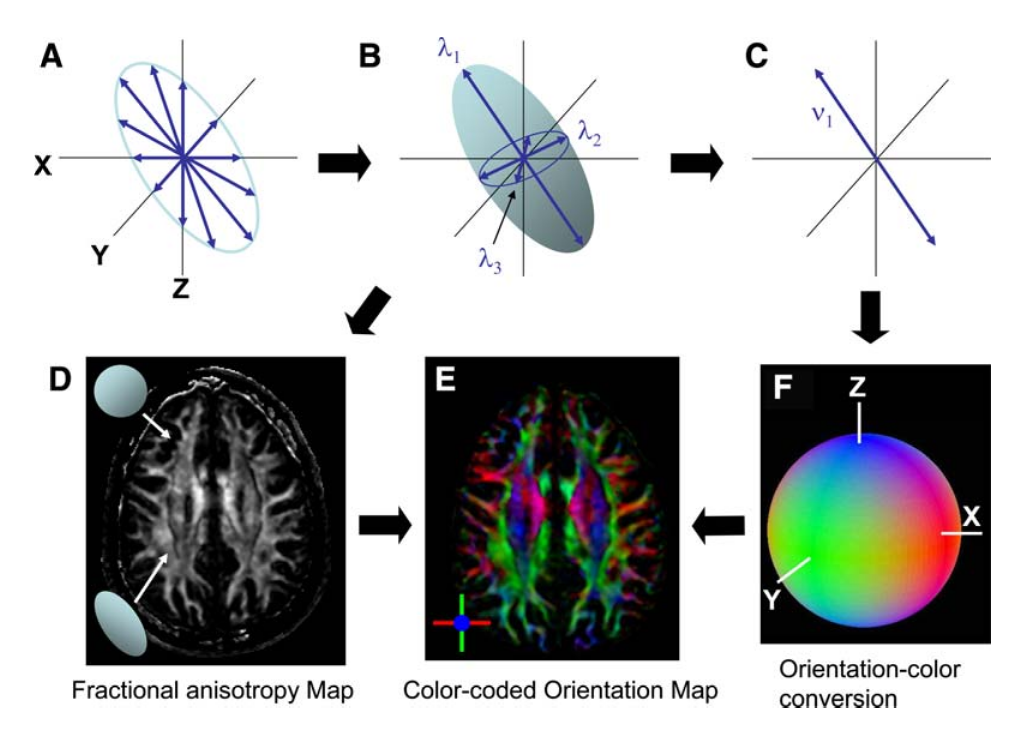 A
B
C
λ1
λ2
ν1
X
λ3
Y
Z
D
E
F
Z
X
Y
Fractional anisotropy Map
Color-coded Orientation Map
Orientation-color
conversion